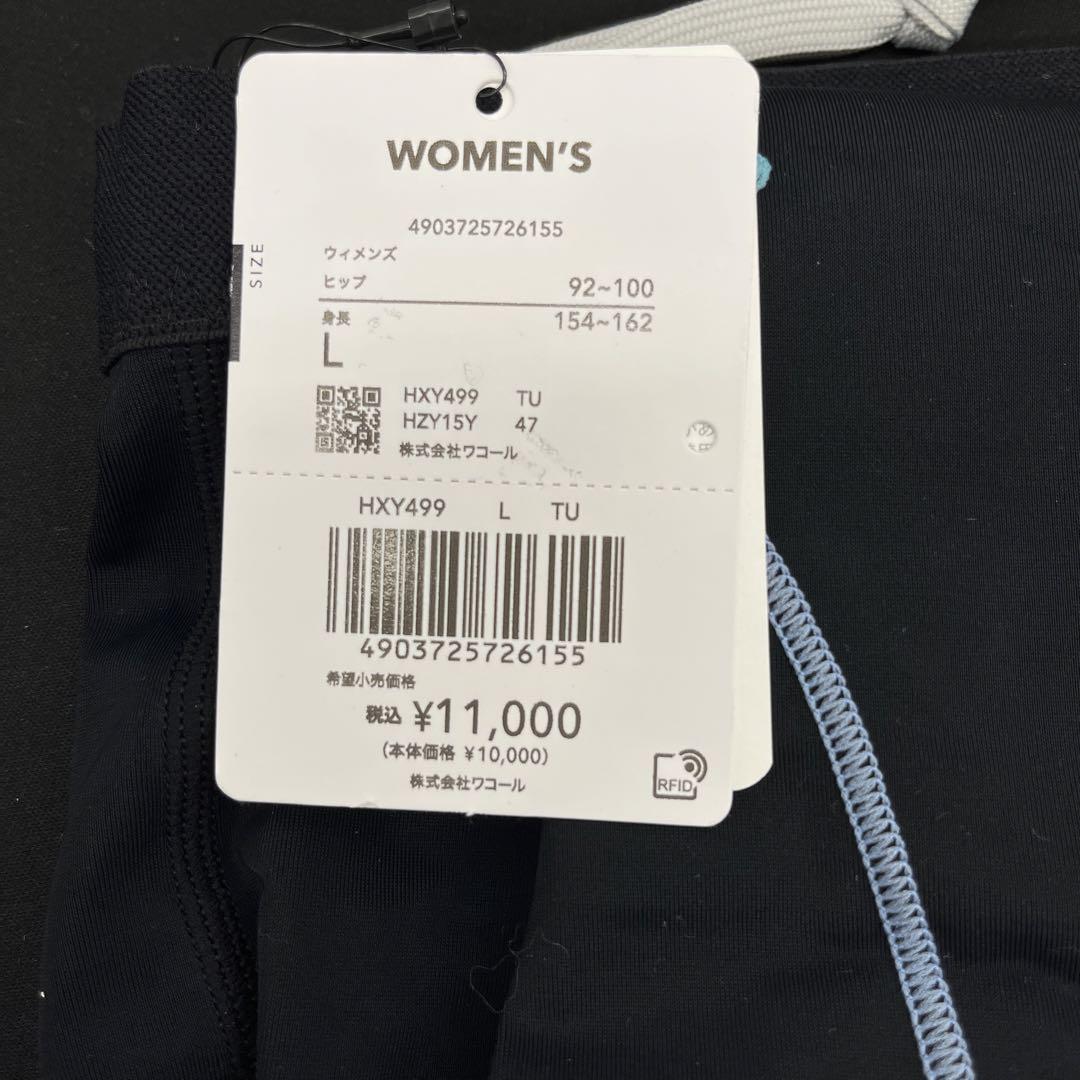 WOMEN'S
4903725726155
SIZE
ウィメンズ
ヒップ 92~100
身長 154~162
L
HXY499 TU
HZY15Y 47
株式会社ワコール
HXY499 L TU
4903725726155
希望小売価格
税込 ¥11,000
(本体価格 ¥10,000)
株式会社ワコール
RFID